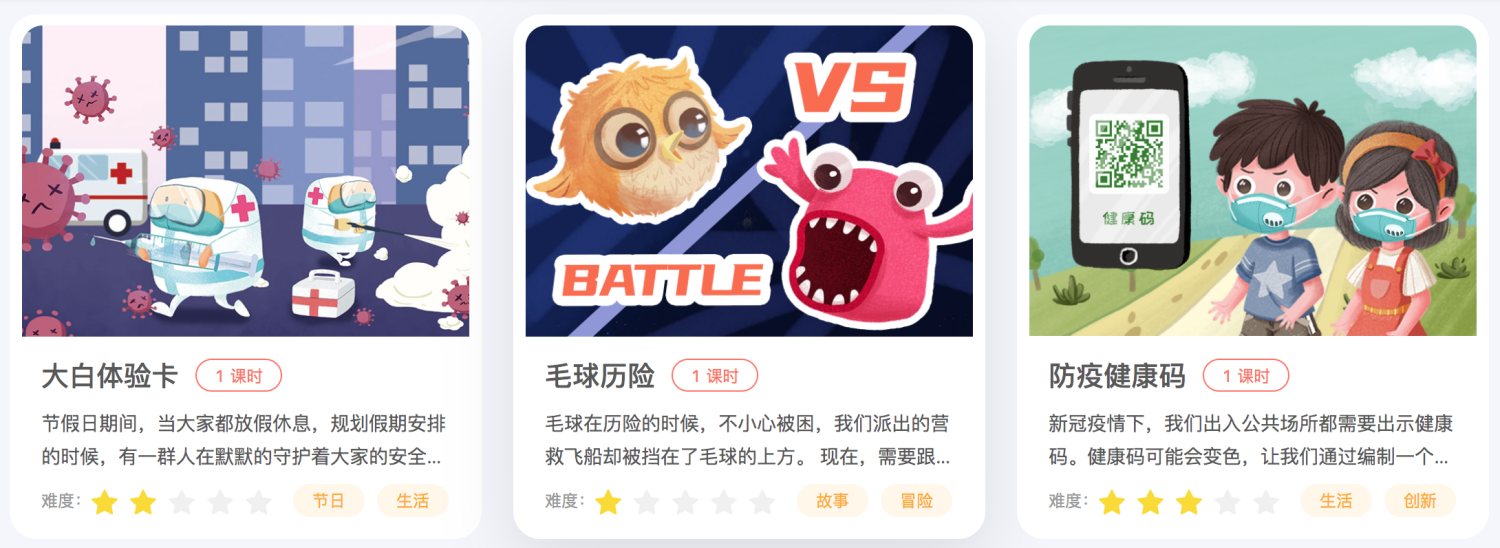 大白体验卡
1 课时
节假日期间，当大家都放假休息，规划假期安排
的时候，有一群人在默默的守护着大家的安全...
难度：
节日
生活
VS
BATTLE
毛球历险
1 课时
毛球在历险的时候，不小心被困，我们派出的营
救飞船却被挡在了毛球的上方。 现在，需要跟...
难度：
故事
冒险
健康码
防疫健康码
1 课时
新冠疫情下，我们出入公共场所都需要出示健康
码。健康码可能会变色，让我们通过编制一个...
难度：
生活
创新